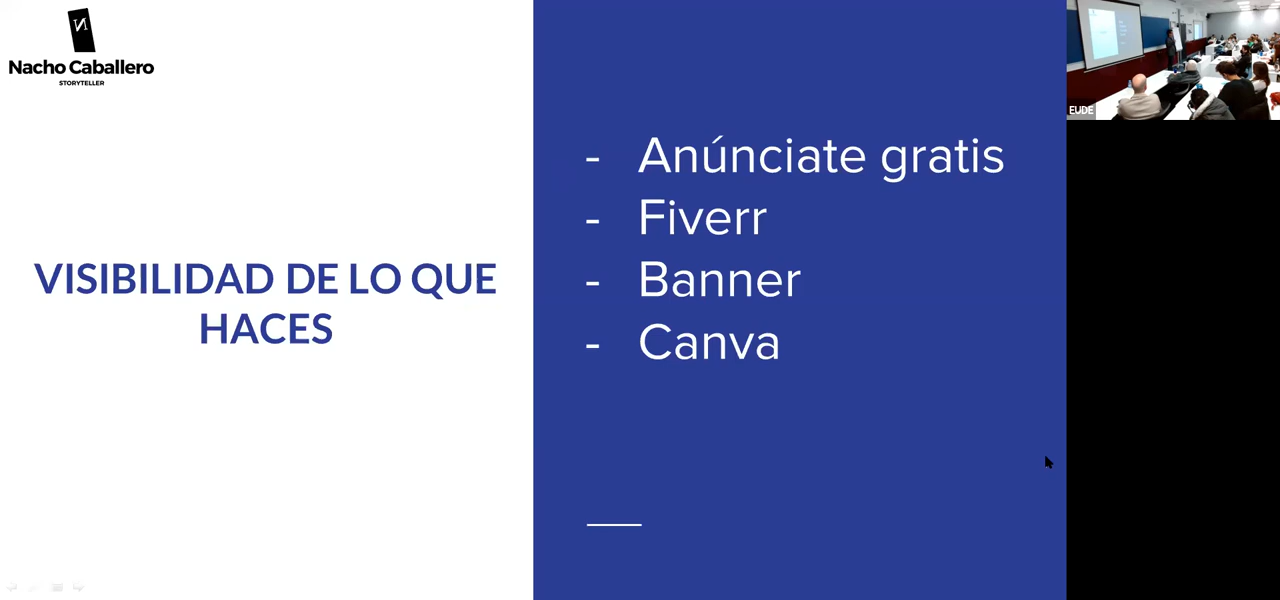 Nacho Caballero
STORYTELLER
VISIBILIDAD DE LO QUE
HACES
- Anúnciate gratis
- Fiverr
- Banner
- Canva
EUDE